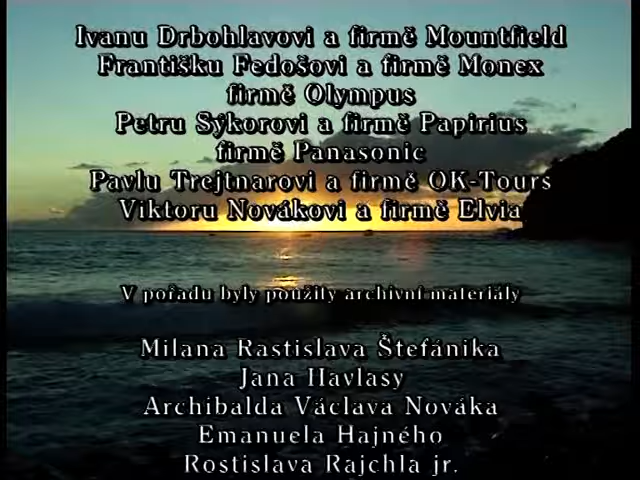 Ivanu Drbohlavovi a firmě Mountfield
Františku Fedošovi a firmě Monex
firmě Olympus
Petru Sýkorovi a firmě Papirius
firmě Panasonic
Pavlu Trejtnarovi a firmě OK-Tours
Viktoru Novákovi a firmě Elvia
V pořadu byly použity archivní materiály
Milana Rastislava Štefánika
Jana Havlasy
Archibalda Václava Nováka
Emanuela Hajného
Rostislava Rajchla jr.